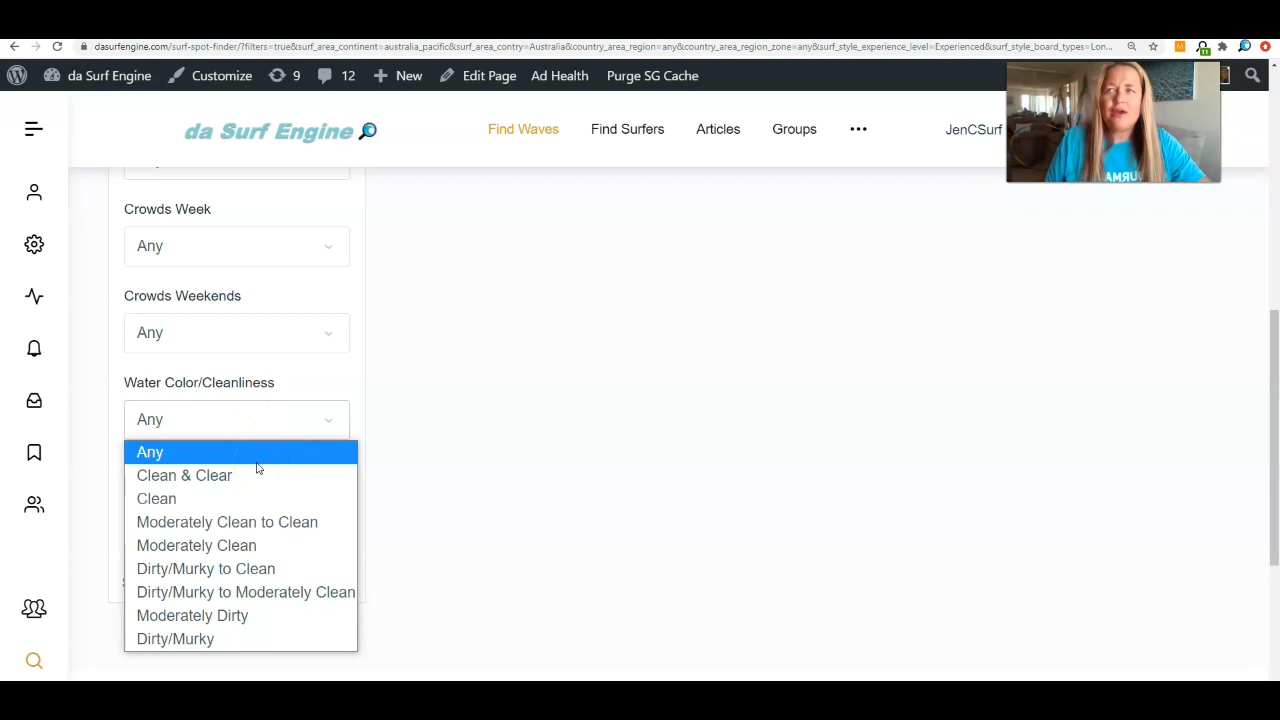 dasurfengine.com/surf-spot-finder/?filters=true&surf_area_continent=australia_pacific&surf_area_contry=Australia&country_area_region=any&country_area_region_zone=any&surf_style_experience_level=Experienced&surf_style_board_types=Lon...
11
da Surf Engine Customize 9 12 New Edit Page Ad Health Purge SG Cache
da Surf Engine
Find Waves Find Surfers Articles Groups JenCSurf
Crowds Week
Any
Crowds Weekends
Any
Water Color/Cleanliness
Any
Any
Clean & Clear
Clean
Moderately Clean to Clean
Moderately Clean
Dirty/Murky to Clean
Dirty/Murky to Moderately Clean
Moderately Dirty
Dirty/Murky